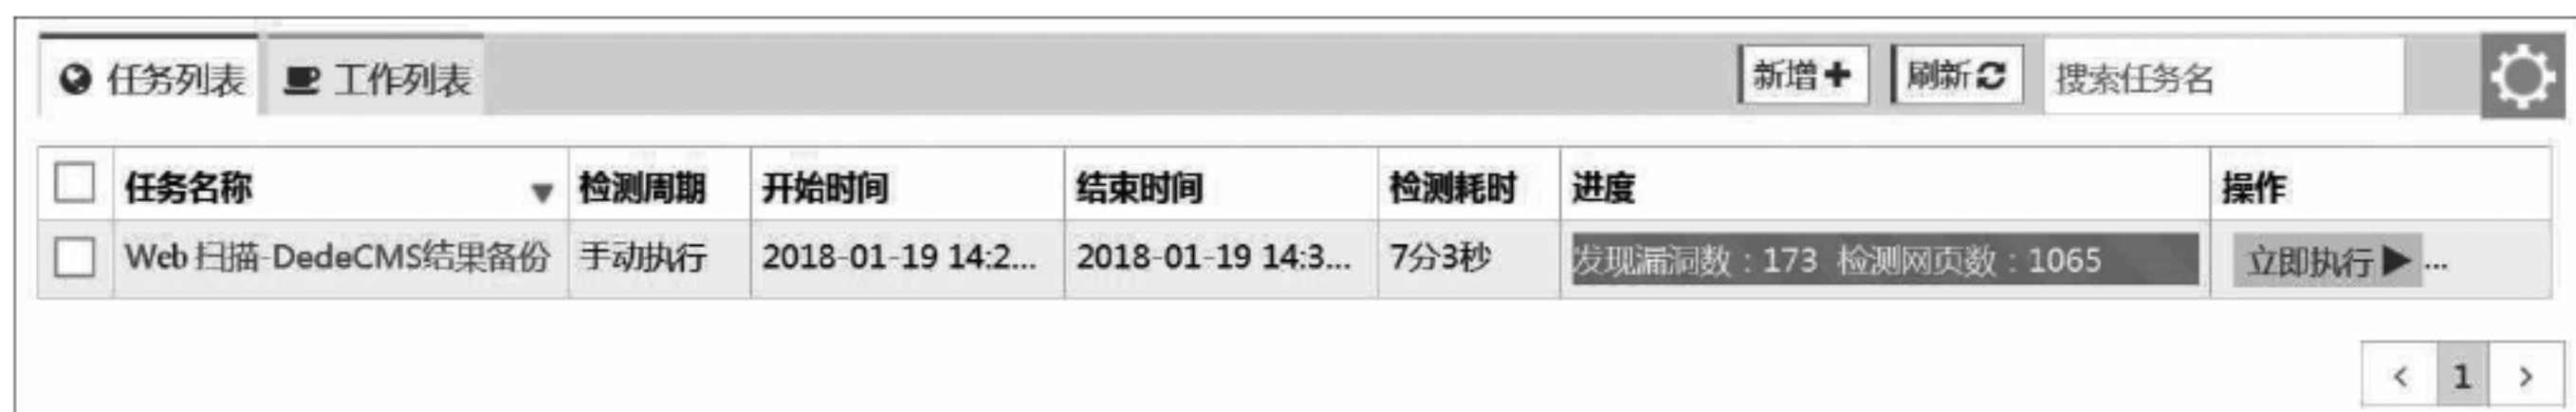 任务列表 工作列表 新增 刷新 搜索任务名
任务名称 检测周期 开始时间 结束时间 检测耗时 进度 操作
Web 扫描-DedeCMS结果备份 手动执行 2018-01-19 14:2... 2018-01-19 14:3... 7分3秒 发现漏洞数：173 检测网页数：1065 立即执行 ...
< 1 >